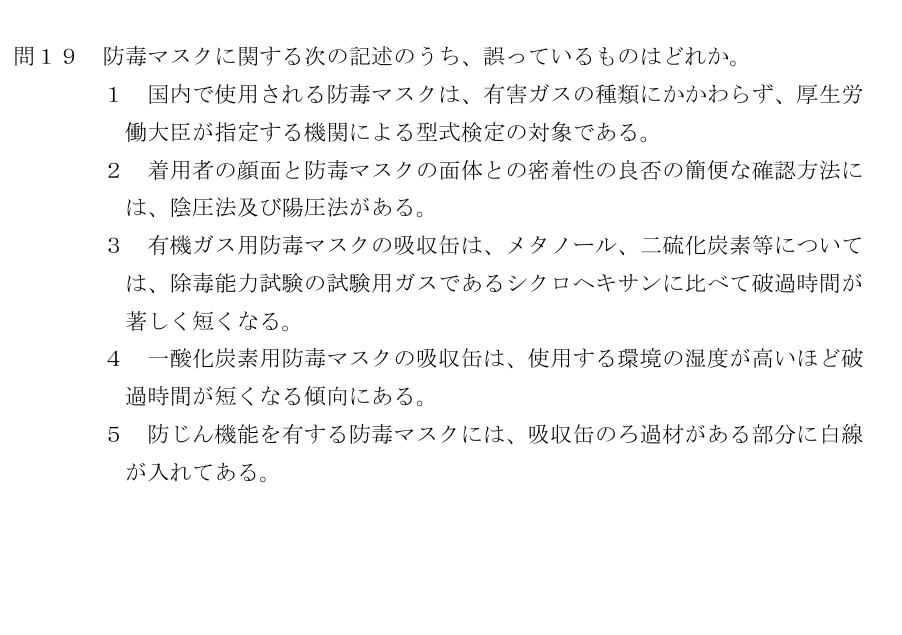 問１９　防毒マスクに関する次の記述のうち、誤っているものはどれか。
１　国内で使用される防毒マスクは、有害ガスの種類にかかわらず、厚生労
働大臣が指定する機関による型式検定の対象である。
２　着用者の顔面と防毒マスクの面体との密着性の良否の簡便な確認方法に
は、陰圧法及び陽圧法がある。
３　有機ガス用防毒マスクの吸収缶は、メタノール、二硫化炭素等について
は、除毒能力試験の試験用ガスであるシクロヘキサンに比べて破過時間が
著しく短くなる。
４　一酸化炭素用防毒マスクの吸収缶は、使用する環境の湿度が高いほど破
過時間が短くなる傾向にある。
５　防じん機能を有する防毒マスクには、吸収缶のろ過材がある部分に白線
が入れてある。